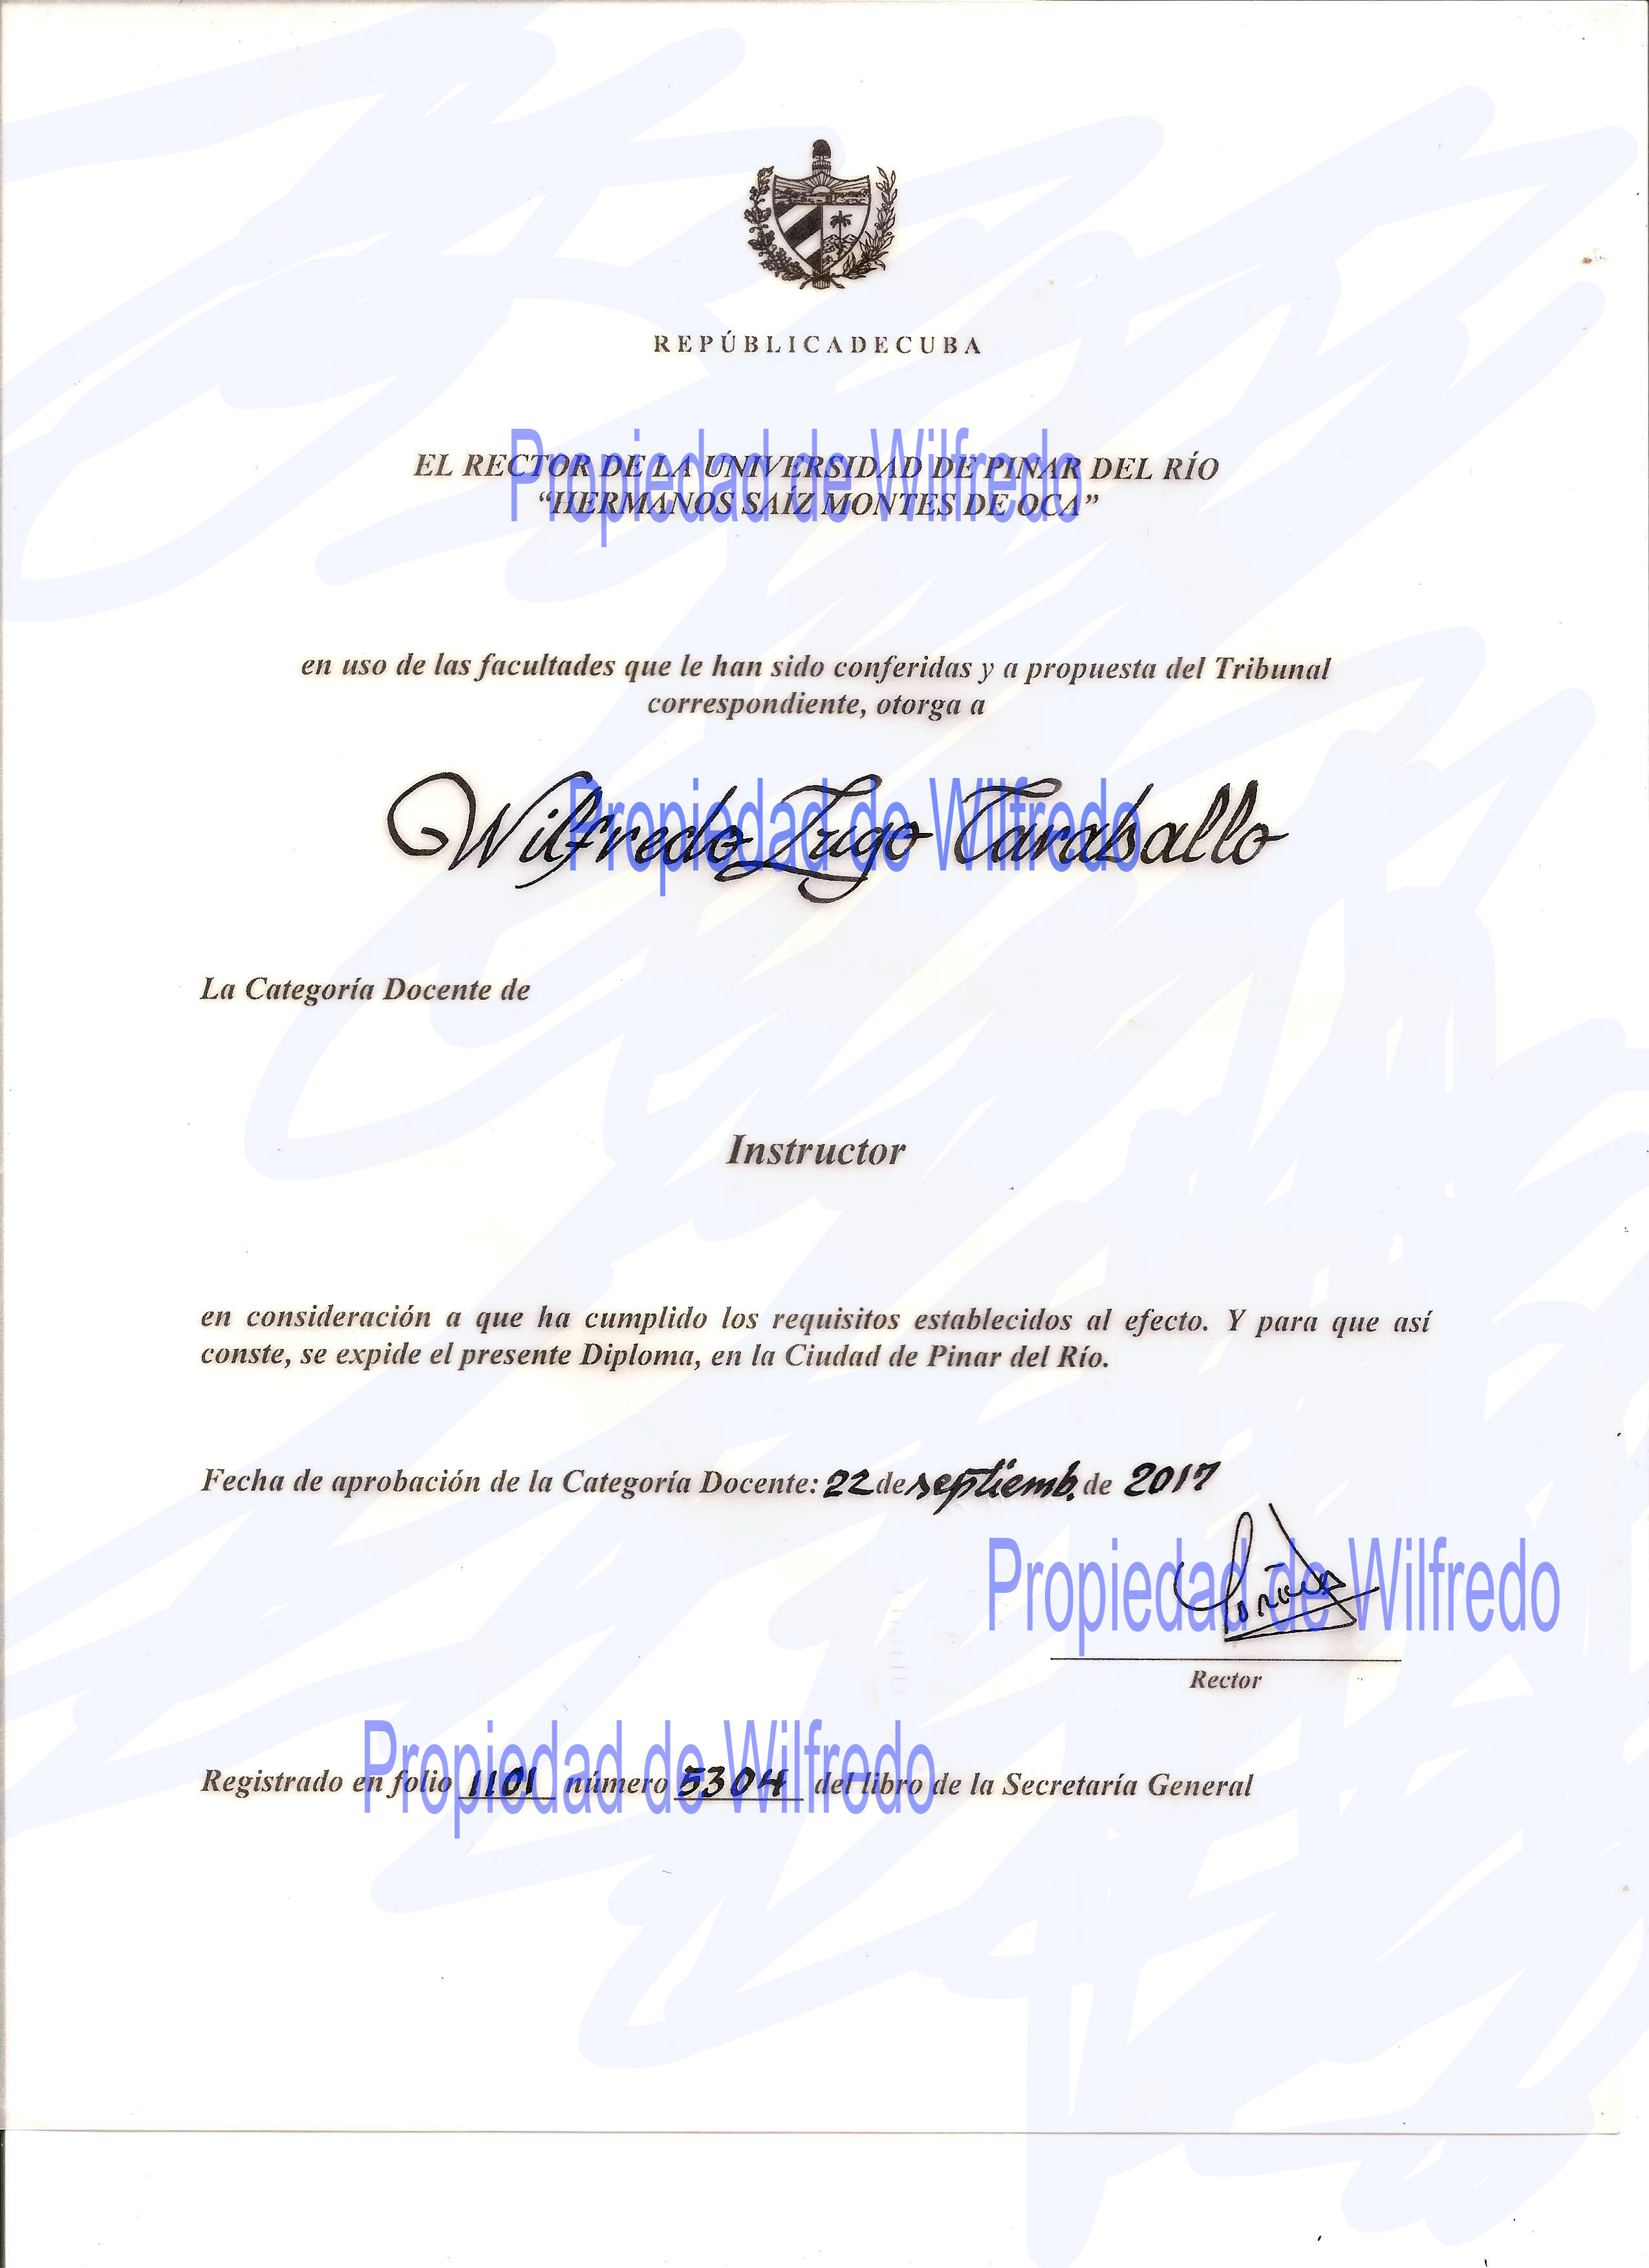 REPÚBLICADECUBA
EL RECTOR DE LA UNIVERSIDAD DE PINAR DEL RÍO
“HERMANOS SAÍZ MONTES DE OCA”
Propiedad de Wilfredo
en uso de las facultades que le han sido conferidas y a propuesta del Tribunal
correspondiente, otorga a
Wilfredo Lugo Caraballo
Propiedad de Wilfredo
La Categoría Docente de
Instructor
en consideración a que ha cumplido los requisitos establecidos al efecto. Y para que así
conste, se expide el presente Diploma, en la Ciudad de Pinar del Río.
Fecha de aprobación de la Categoría Docente: 22 de septiemb. de 2017
Propiedad de Wilfredo
Rector
Propiedad de Wilfredo
Registrado en folio 1101 número 5304 del libro de la Secretaría General